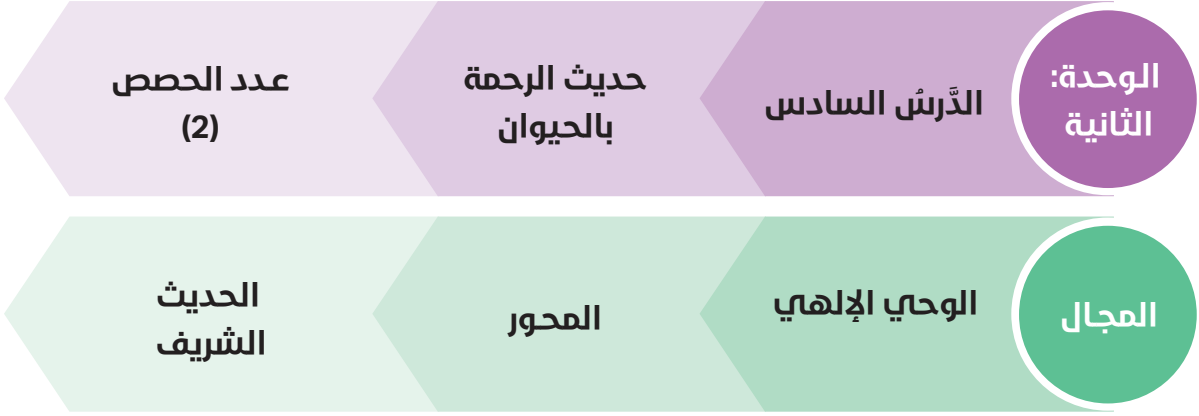 الوحدة:
الثانية
الدَّرسُ السادس
حديث الرحمة
بالحيوان
عدد الحصص
(2)
المجال
الوحي الإلهي
المحور
الحديث
الشريف